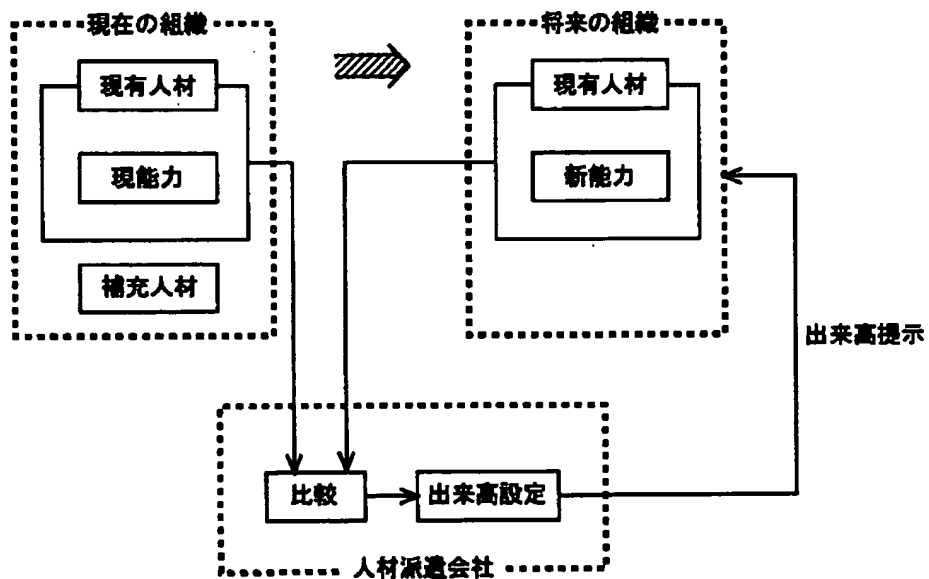 現在の組織
現有人材
現能力
補充人材
将来の組織
現有人材
新能力
出来高提示
比較
出来高設定
人材派遣会社